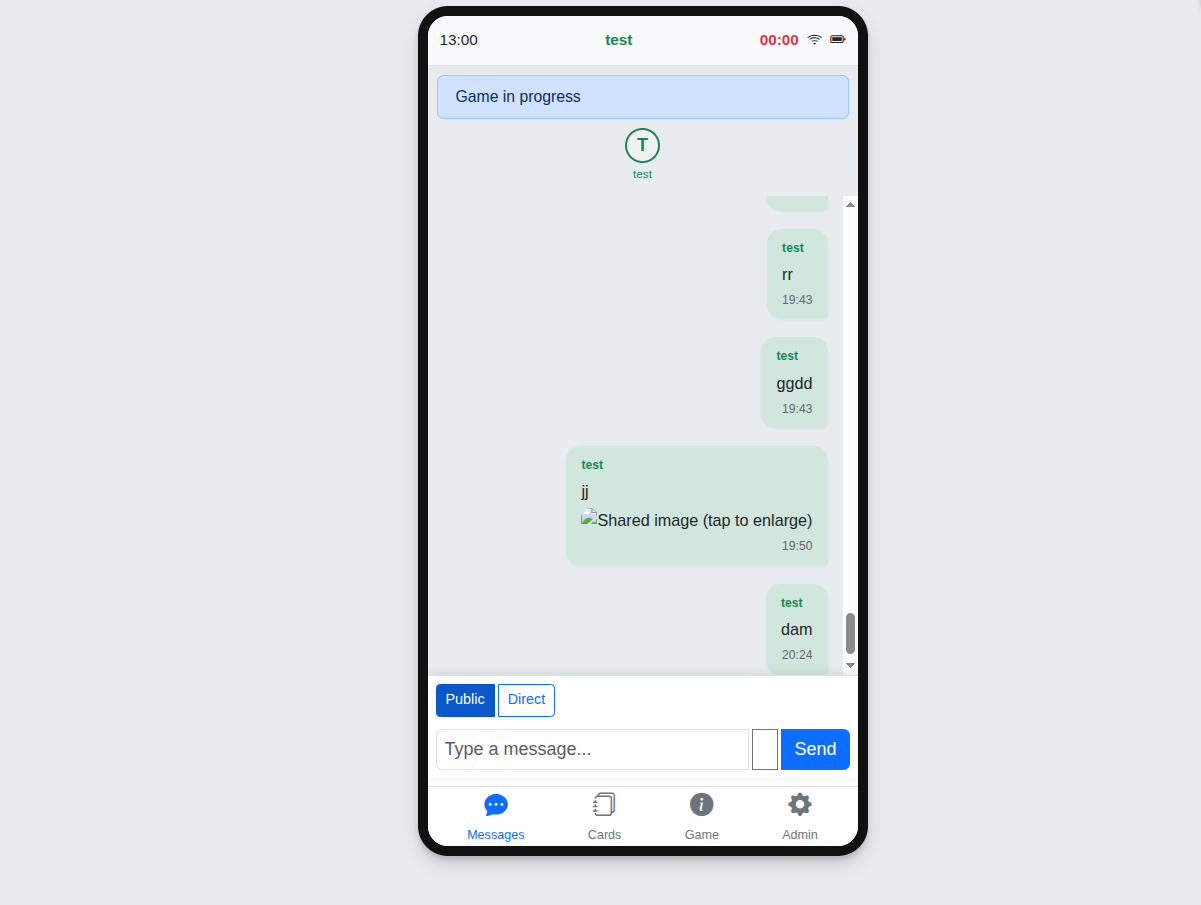 13:00 test 00:00
Game in progress
T
test
test
rr
19:43
test
ggdd
19:43
test
jj
Shared image (tap to enlarge)
19:50
test
dam
20:24
Public Direct
Type a message... Send
Messages Cards Game Admin